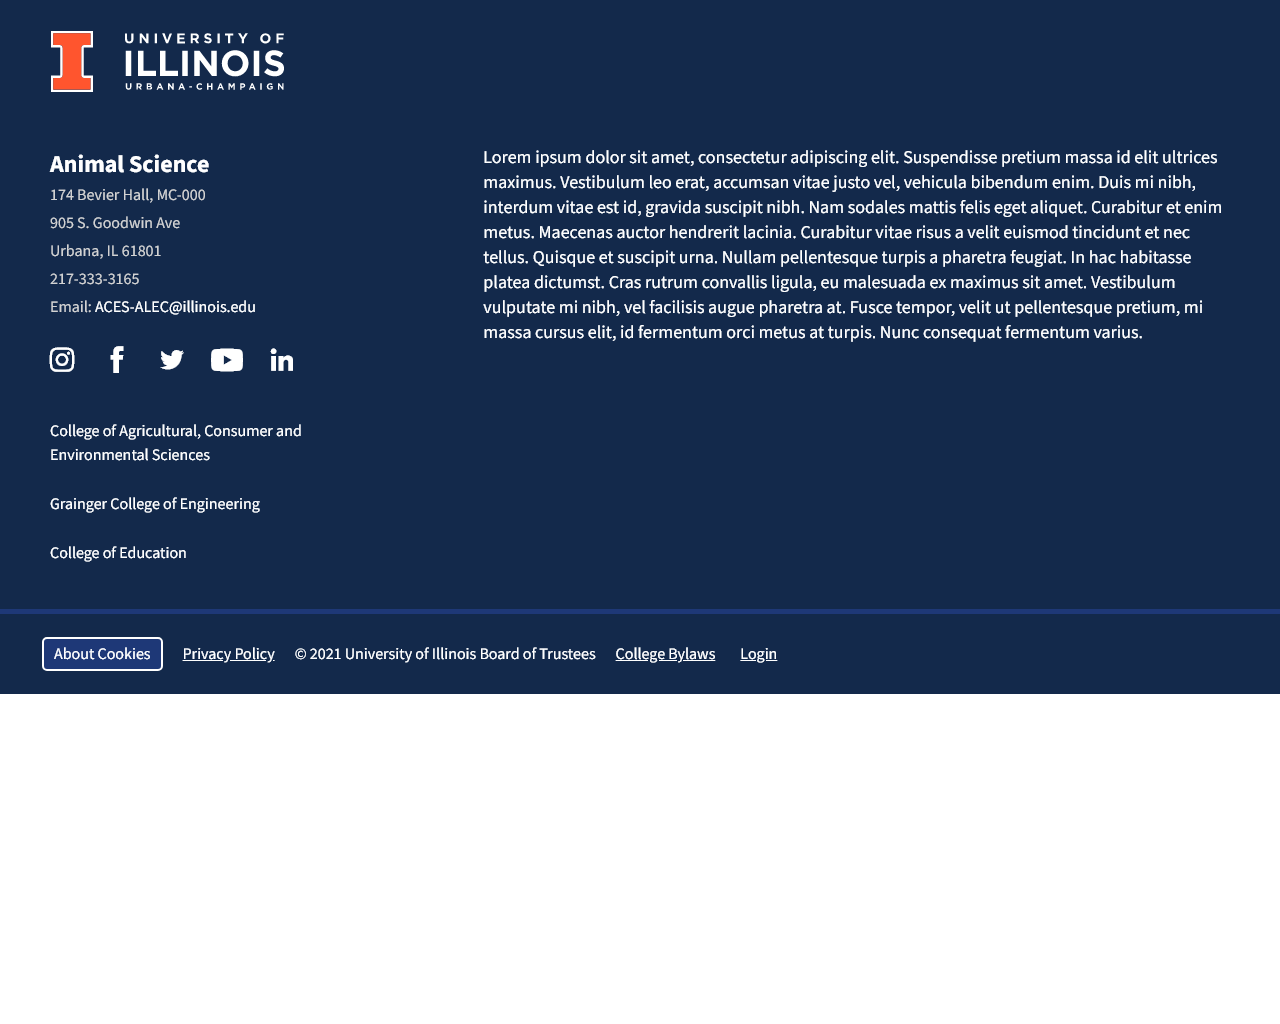 UNIVERSITY OF
ILLINOIS
URBANA-CHAMPAIGN
Animal Science
174 Bevier Hall, MC-000
905 S. Goodwin Ave
Urbana, IL 61801
217-333-3165
Email: ACES-ALEC@illinois.edu
College of Agricultural, Consumer and
Environmental Sciences
Grainger College of Engineering
College of Education
Lorem ipsum dolor sit amet, consectetur adipiscing elit. Suspendisse pretium massa id elit ultrices
maximus. Vestibulum leo erat, accumsan vitae justo vel, vehicula bibendum enim. Duis mi nibh,
interdum vitae est id, gravida suscipit nibh. Nam sodales mattis felis eget aliquet. Curabitur et enim
metus. Maecenas auctor hendrerit lacinia. Curabitur vitae risus a velit euismod tincidunt et nec
tellus. Quisque et suscipit urna. Nullam pellentesque turpis a pharetra feugiat. In hac habitasse
platea dictumst. Cras rutrum convallis ligula, eu malesuada ex maximus sit amet. Vestibulum
vulputate mi nibh, vel facilisis augue pharetra at. Fusce tempor, velit ut pellentesque pretium, mi
massa cursus elit, id fermentum orci metus at turpis. Nunc consequat fermentum varius.
About Cookies Privacy Policy © 2021 University of Illinois Board of Trustees College Bylaws Login